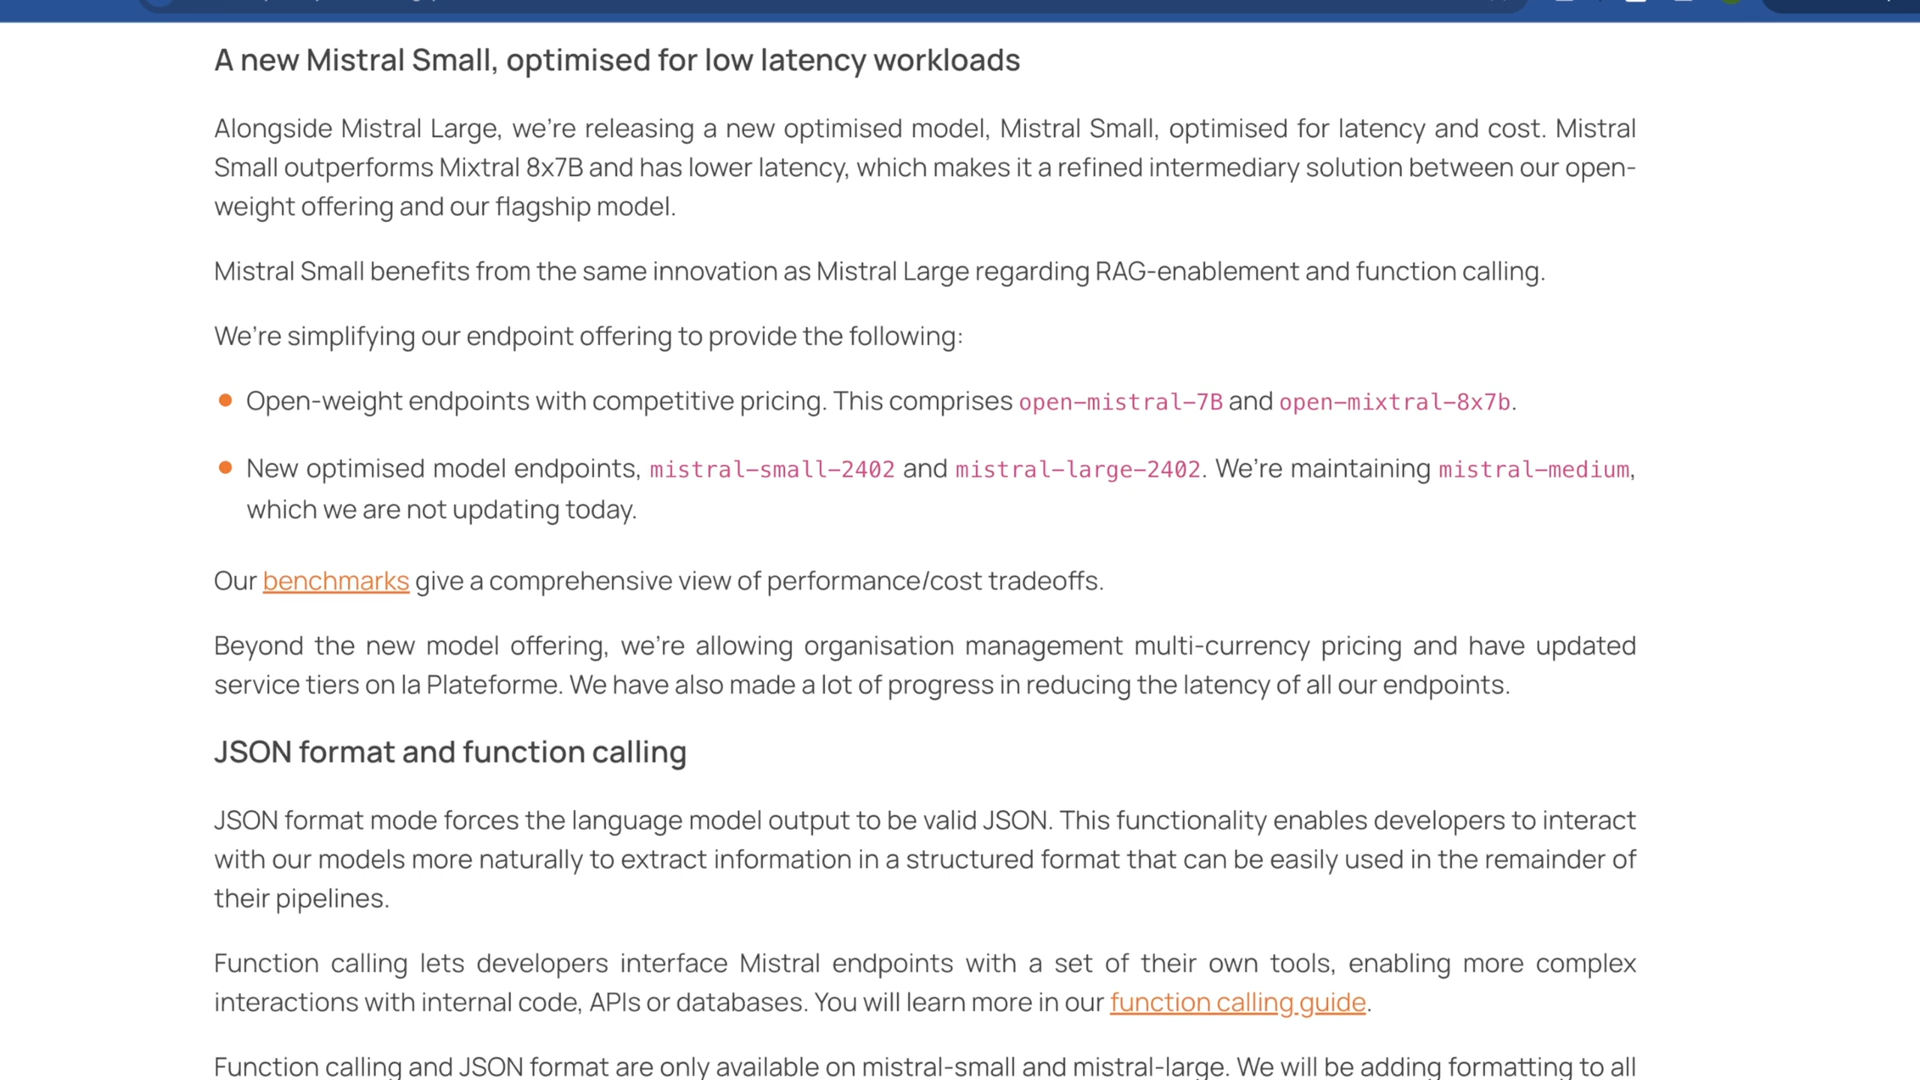 A new Mistral Small, optimised for low latency workloads
Alongside Mistral Large, we’re releasing a new optimised model, Mistral Small, optimised for latency and cost. Mistral
Small outperforms Mixtral 8x7B and has lower latency, which makes it a refined intermediary solution between our open-
weight offering and our flagship model.
Mistral Small benefits from the same innovation as Mistral Large regarding RAG-enablement and function calling.
We’re simplifying our endpoint offering to provide the following:
Open-weight endpoints with competitive pricing. This comprises open-mistral-7B and open-mixtral-8x7b.
New optimised model endpoints, mistral-small-2402 and mistral-large-2402. We’re maintaining mistral-medium,
which we are not updating today.
Our benchmarks give a comprehensive view of performance/cost tradeoffs.
Beyond the new model offering, we’re allowing organisation management multi-currency pricing and have updated
service tiers on la Plateforme. We have also made a lot of progress in reducing the latency of all our endpoints.
JSON format and function calling
JSON format mode forces the language model output to be valid JSON. This functionality enables developers to interact
with our models more naturally to extract information in a structured format that can be easily used in the remainder of
their pipelines.
Function calling lets developers interface Mistral endpoints with a set of their own tools, enabling more complex
interactions with internal code, APIs or databases. You will learn more in our function calling guide.
Function calling and JSON format are only available on mistral-small and mistral-large. We will be adding formatting to all